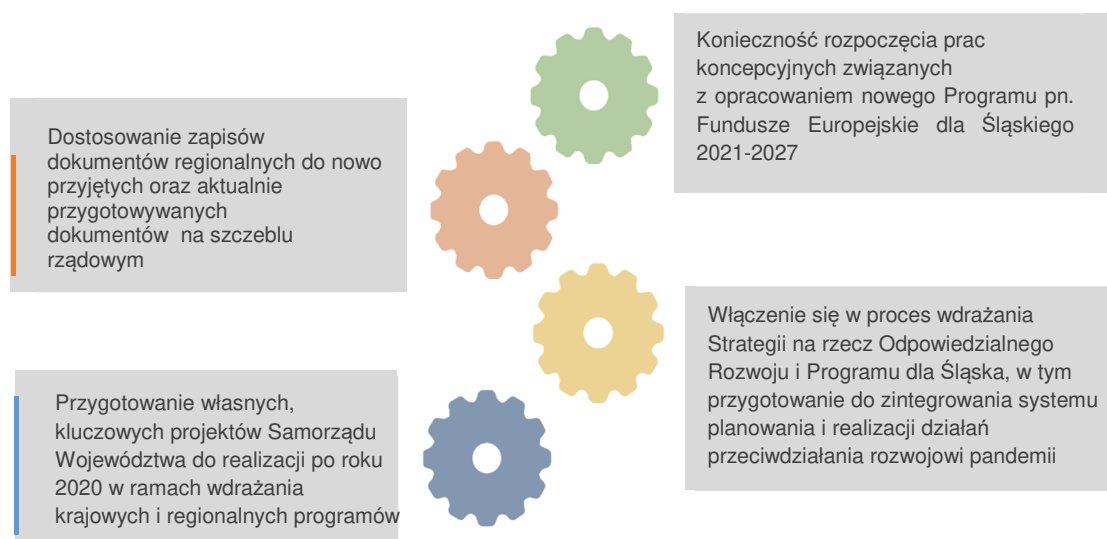 Konieczność rozpoczęcia prac
koncepcyjnych związanych
z opracowaniem nowego Programu pn.
Fundusze Europejskie dla Śląskiego
2021-2027
Dostosowanie zapisów
dokumentów regionalnych do nowo
przyjętych oraz aktualnie
przygotowywanych
dokumentów na szczeblu
rządowym
Włączenie się w proces wdrażania
Strategii na rzecz Odpowiedzialnego
Rozwoju i Programu dla Śląska, w tym
przygotowanie do zintegrowania systemu
planowania i realizacji działań
przeciwdziałania rozwojowi pandemii
Przygotowanie własnych,
kluczowych projektów Samorządu
Województwa do realizacji po roku
2020 w ramach wdrażania
krajowych i regionalnych programów